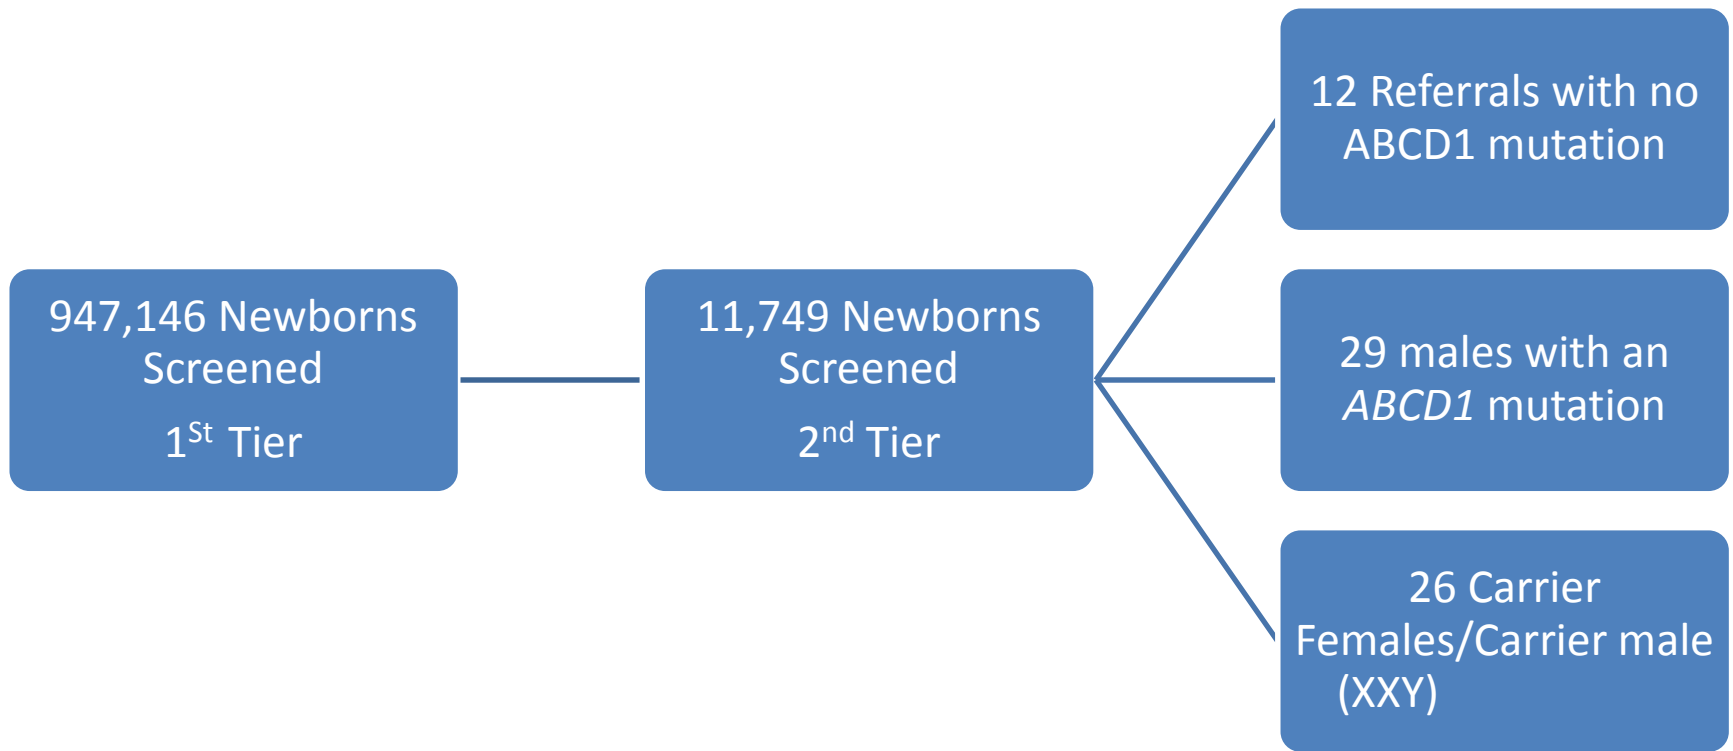 947,146 Newborns
Screened
1St Tier
11,749 Newborns
Screened
2nd Tier
12 Referrals with no
ABCD1 mutation
29 males with an
ABCD1 mutation
26 Carrier
Females/Carrier male
(XXY)